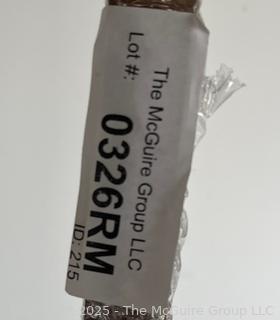 The McGuire Group LLC
Lot #:
0326RM
ID: 215
2025 - The McGuire Group LLC